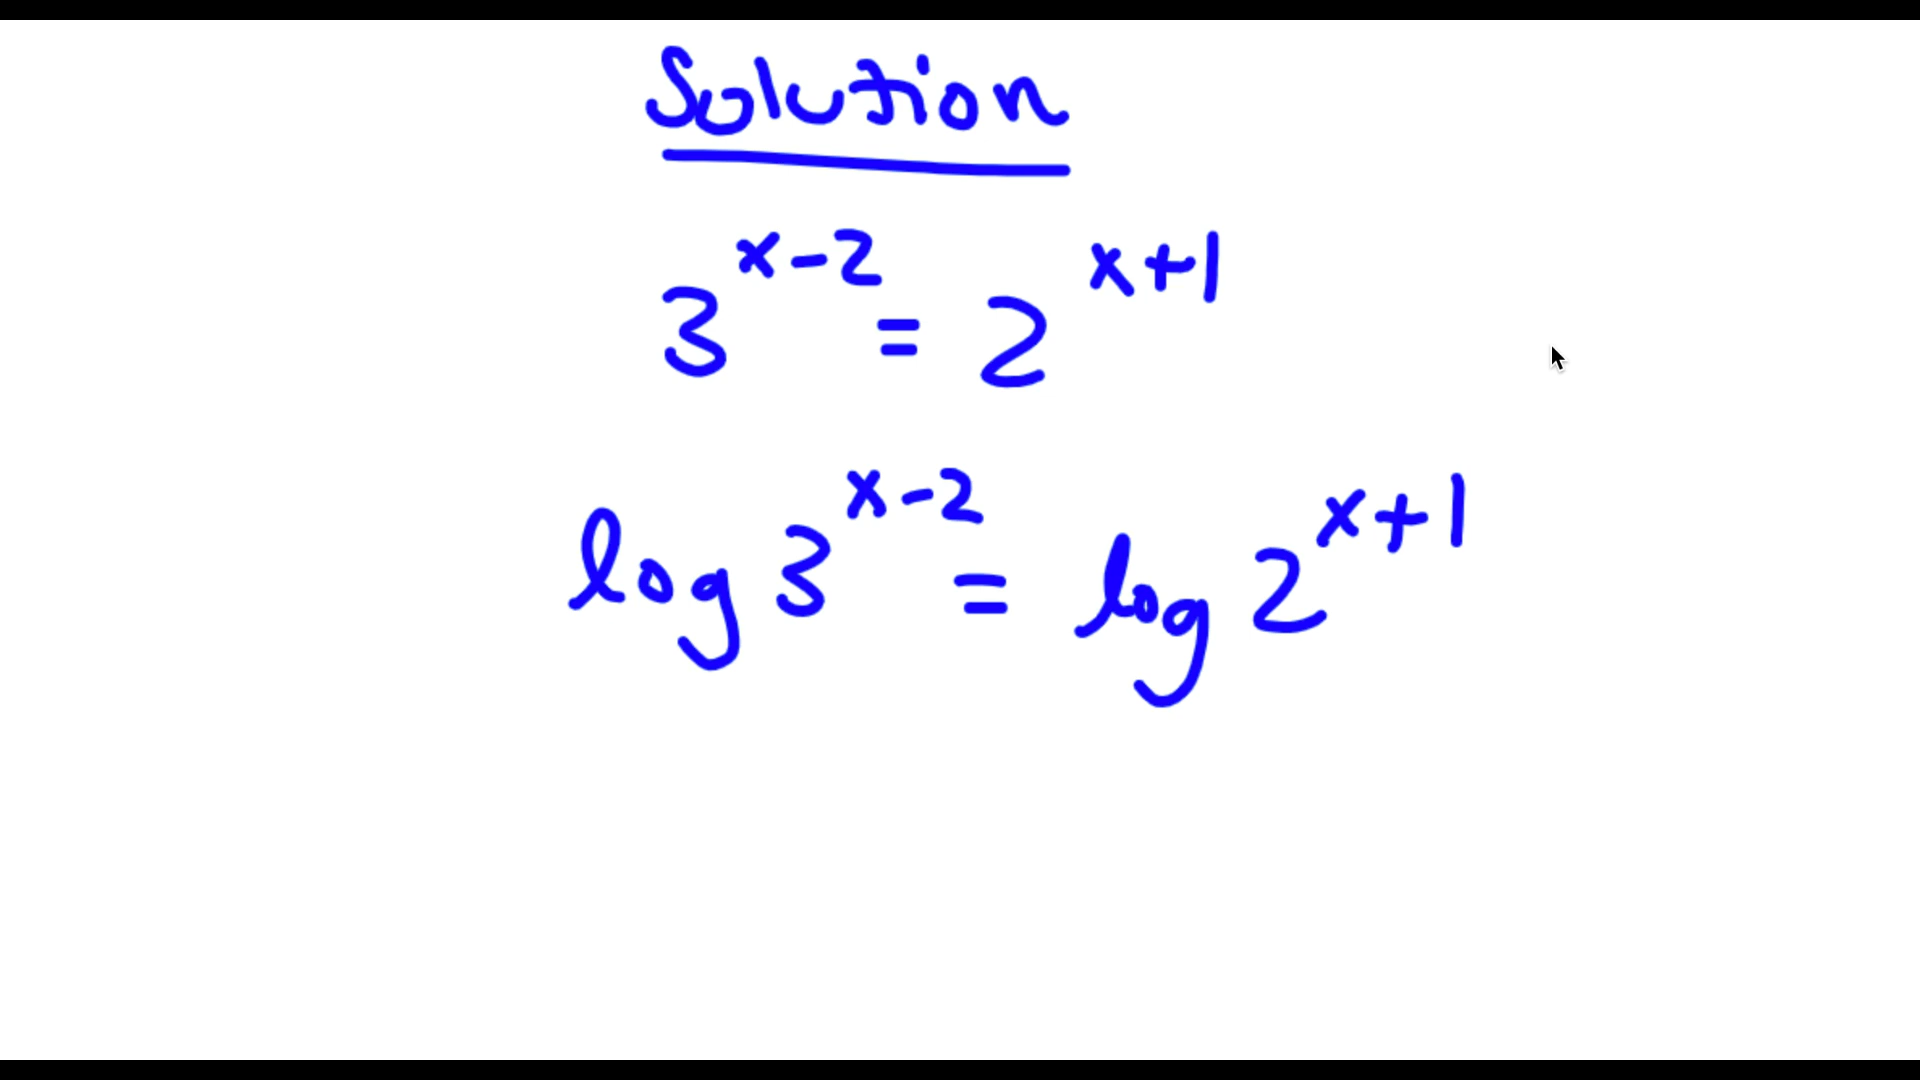 Solution
3^{x-2} = 2^{x+1}
log 3^{x-2} = log 2^{x+1}